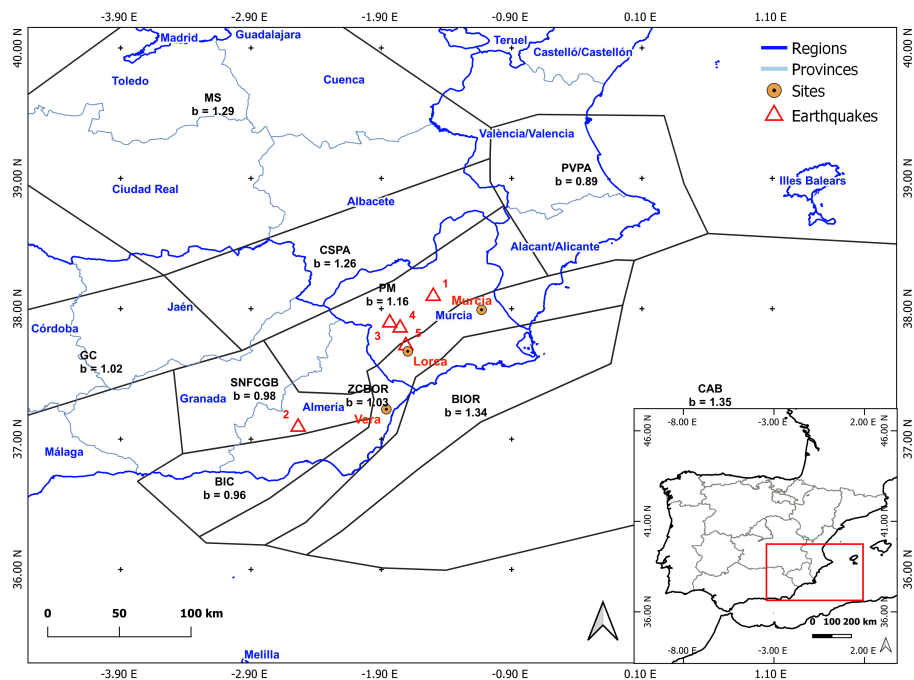 -3.90 E
-2.90 E
-1.90 E
-0.90 E
0.10 E
1.10 E
40.00 N
40.00 N
Madrid
Guadalajara
Teruel
Castelló/Castellón
Regions
Provinces
Sites
Earthquakes
Toledo
Cuenca
MS
b = 1.29
València/Valencia
PVPA
b = 0.89
39.00 N
39.00 N
Ciudad Real
Albacete
Illes Balears
CSPA
b = 1.26
Alacant/Alicante
PM
b = 1.16
1
Murcia
Murcia
4
3
5
Lorca
38.00 N
38.00 N
Jaén
Córdoba
GC
b = 1.02
SNFCGB
b = 0.98
Granada
ZCBOR
b = 1.03
Almería
Vera
2
BIOR
b = 1.34
CAB
b = 1.35
37.00 N
37.00 N
Málaga
BIC
b = 0.96
36.00 N
36.00 N
0 50 100 km
Melilla
-8.00 E
-3.00 E
2.00 E
46.00 N
46.00 N
41.00 N
41.00 N
36.00 N
36.00 N
0 100 200 km
-8.00 E
-3.00 E
2.00 E
-3.90 E
-2.90 E
-1.90 E
-0.90 E
0.10 E
1.10 E